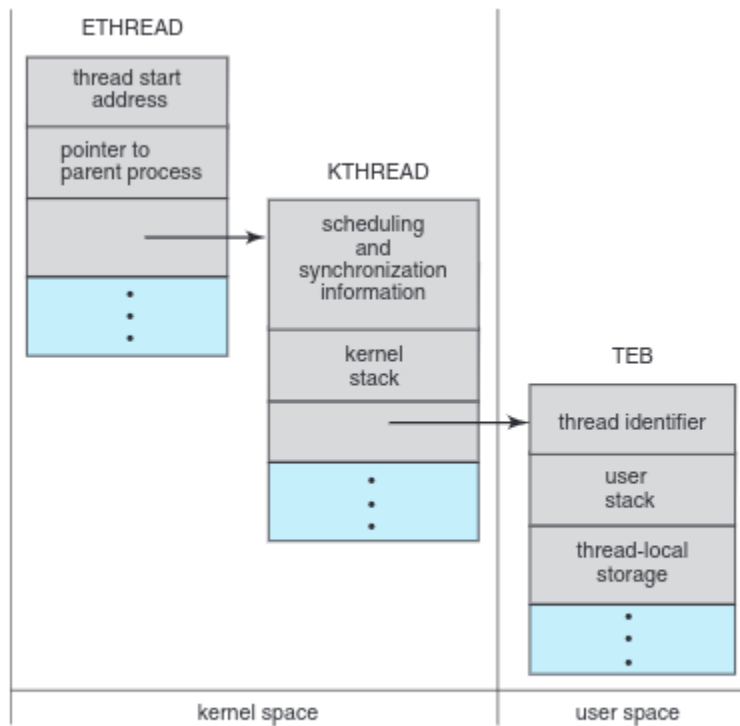 ETHREAD
thread start
address
pointer to
parent process
KTHREAD
scheduling
and
synchronization
information
kernel
stack
TEB
thread identifier
user
stack
thread-local
storage
kernel space
user space